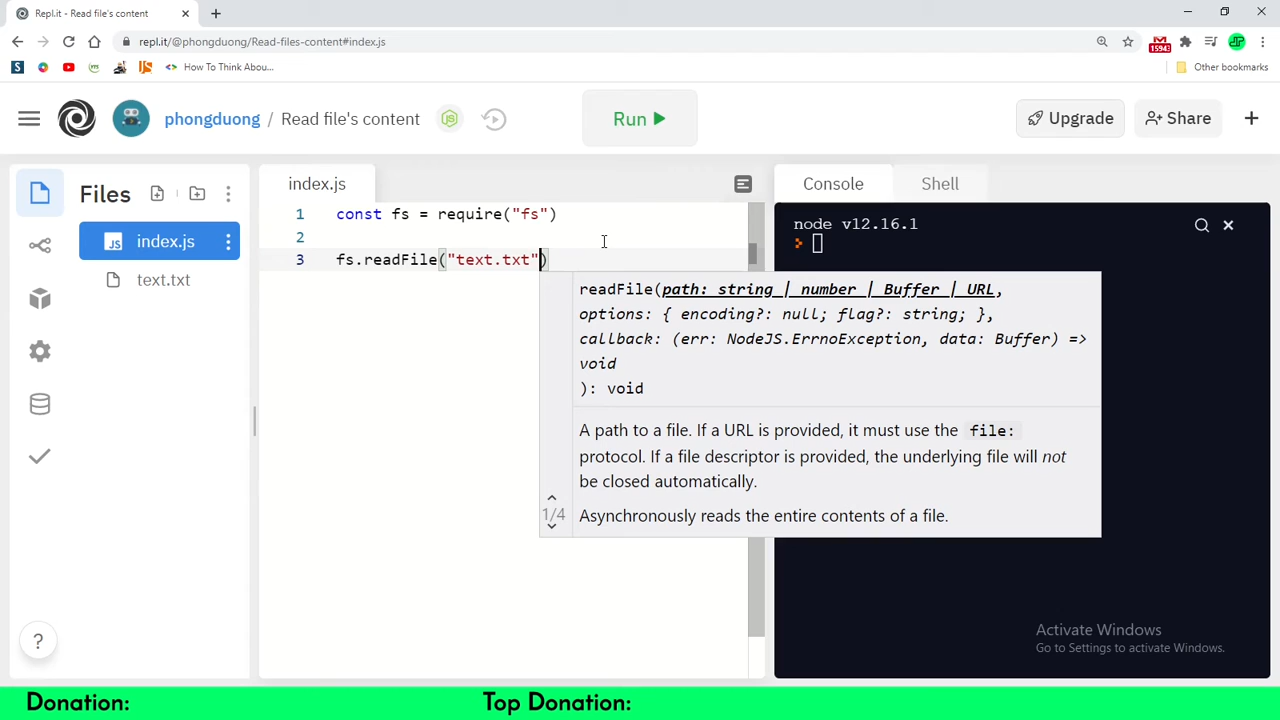 Repl.it - Read file's content
repl.it/@phongduong/Read-files-content#index.js
15943
S
JS
How To Think Abou...
Other bookmarks
phongduong / Read file's content
Run
Upgrade
Share
Files
JS index.js
text.txt
index.js
1 const fs = require("fs")
2
3 fs.readFile("text.txt")
readFile(path: string | number | Buffer | URL,
options: { encoding?: null; flag?: string; },
callback: (err: NodeJS.ErrnoException, data: Buffer) =>
void
): void
A path to a file. If a URL is provided, it must use the file:
protocol. If a file descriptor is provided, the underlying file will not
be closed automatically.
1/4
Asynchronously reads the entire contents of a file.
Console
Shell
node v12.16.1
Activate Windows
Go to Settings to activate Windows.
?
Donation:
Top Donation: